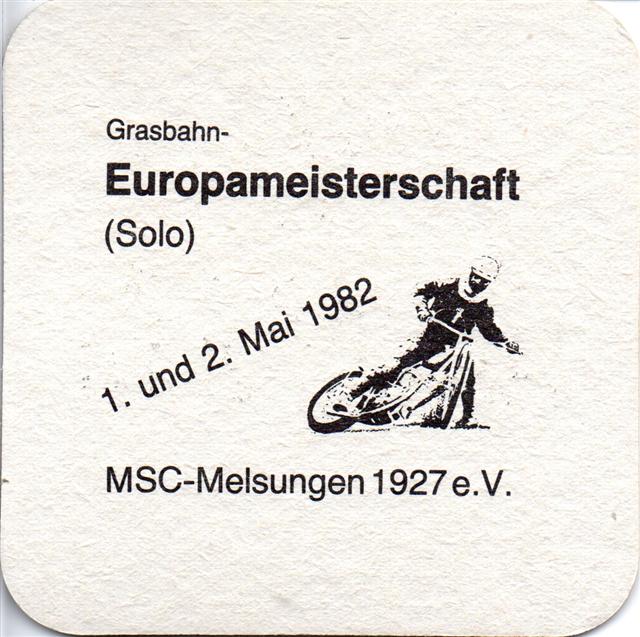 Grasbahn-
Europameisterschaft
(Solo)
1. und 2. Mai 1982
MSC-Melsungen 1927 e.V.